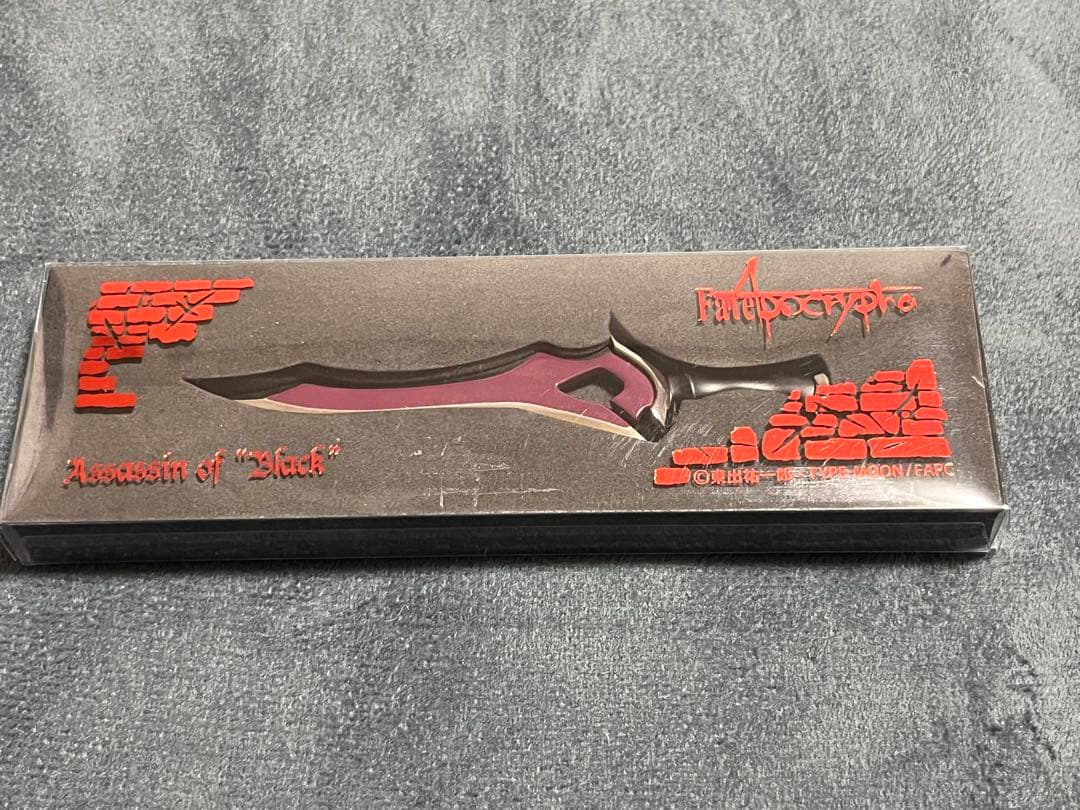 Fate/Apocrypha
Assassin of "Black"
©東出祐一郎・TYPE-MOON/FAPC